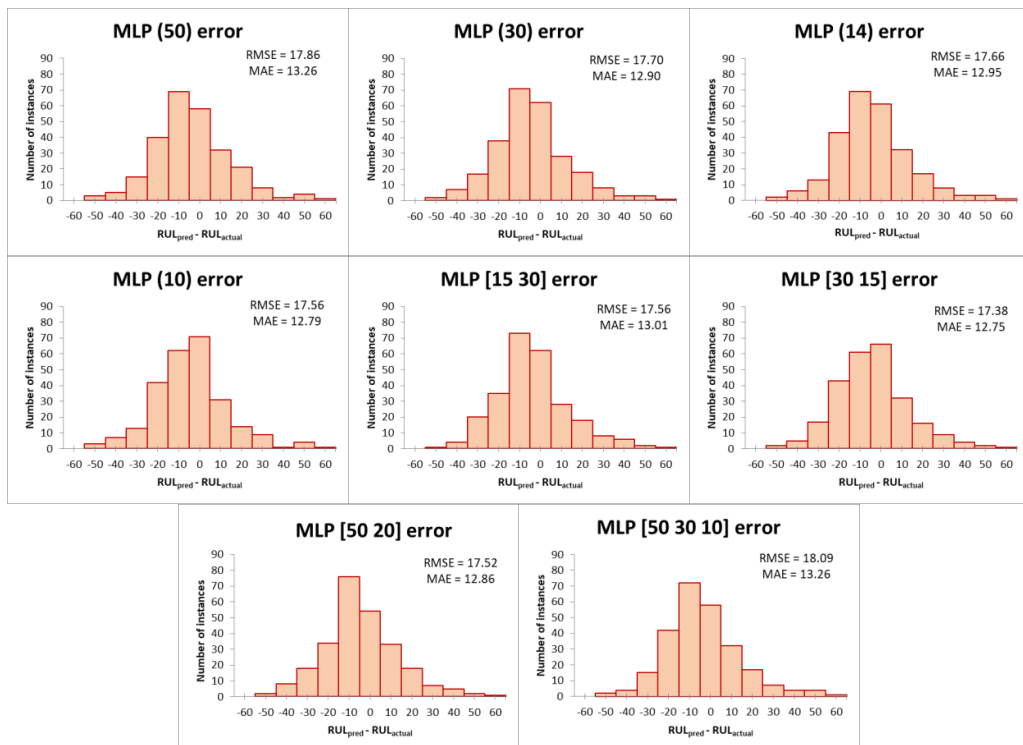 MLP (50) error
RMSE = 17.86
MAE = 13.26
Number of instances
90
80
70
60
50
40
30
20
10
0
-60 -50 -40 -30 -20 -10 0 10 20 30 40 50 60
RULpred - RULactual
MLP (30) error
RMSE = 17.70
MAE = 12.90
Number of instances
90
80
70
60
50
40
30
20
10
0
-60 -50 -40 -30 -20 -10 0 10 20 30 40 50 60
RULpred - RULactual
MLP (14) error
RMSE = 17.66
MAE = 12.95
Number of instances
90
80
70
60
50
40
30
20
10
0
-60 -50 -40 -30 -20 -10 0 10 20 30 40 50 60
RULpred - RULactual
MLP (10) error
RMSE = 17.56
MAE = 12.79
Number of instances
90
80
70
60
50
40
30
20
10
0
-60 -50 -40 -30 -20 -10 0 10 20 30 40 50 60
RULpred - RULactual
MLP [15 30] error
RMSE = 17.56
MAE = 13.01
Number of instances
90
80
70
60
50
40
30
20
10
0
-60 -50 -40 -30 -20 -10 0 10 20 30 40 50 60
RULpred - RULactual
MLP [30 15] error
RMSE = 17.38
MAE = 12.75
Number of instances
90
80
70
60
50
40
30
20
10
0
-60 -50 -40 -30 -20 -10 0 10 20 30 40 50 60
RULpred - RULactual
MLP [50 20] error
RMSE = 17.52
MAE = 12.86
Number of instances
90
80
70
60
50
40
30
20
10
0
-60 -50 -40 -30 -20 -10 0 10 20 30 40 50 60
RULpred - RULactual
MLP [50 30 10] error
RMSE = 18.09
MAE = 13.26
Number of instances
90
80
70
60
50
40
30
20
10
0
-60 -50 -40 -30 -20 -10 0 10 20 30 40 50 60
RULpred - RULactual